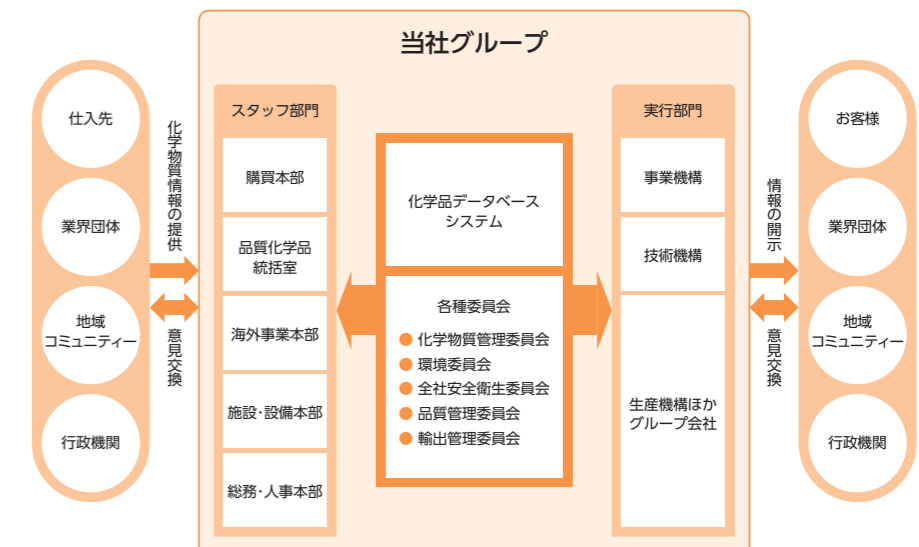 当社グループ
仕入先
業界団体
地域
コミュニティー
行政機関
化学物質情報の提供
意見交換
スタッフ部門
購買本部
品質化学品
統括室
海外事業本部
施設・設備本部
総務・人事本部
化学品データベース
システム
各種委員会
● 化学物質管理委員会
● 環境委員会
● 全社安全衛生委員会
● 品質管理委員会
● 輸出管理委員会
実行部門
事業機構
技術機構
生産機構ほか
グループ会社
情報の開示
意見交換
お客様
業界団体
地域
コミュニティー
行政機関